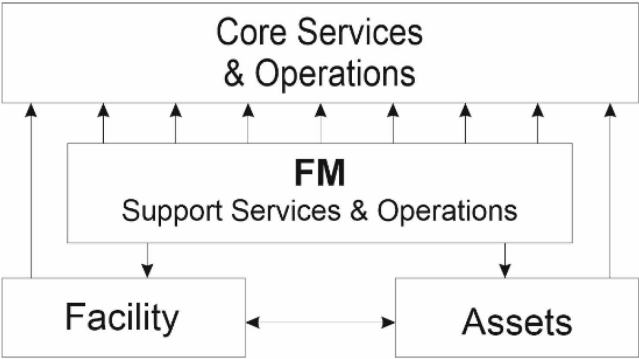 Core Services
& Operations
FM
Support Services & Operations
Facility
Assets